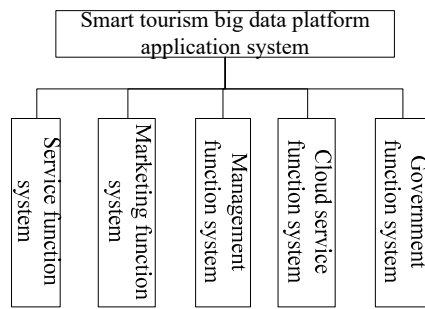 Smart tourism big data platform
application system
Service function
system
Marketing function
system
Management
function system
Cloud service
function system
Government
function system